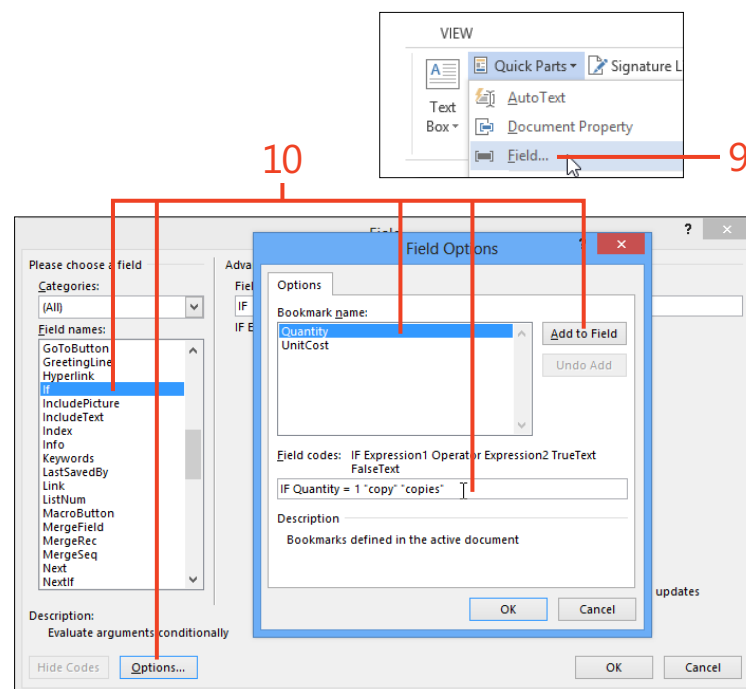 VIEW
Quick Parts
Signature L
Text
Box
AutoText
Document Property
Field...
9
10
?
Please choose a field
Categories:
(All)
Field names:
GoToButton
GreetingLine
Hyperlink
If
IncludePicture
IncludeText
Index
Info
Keywords
LastSavedBy
Link
ListNum
MacroButton
MergeField
MergeRec
MergeSeq
Next
NextIf
Description:
Evaluate arguments conditionally
Hide Codes
Options...
Adva
Fiel
IF
IF E
Field Options
Options
Bookmark name:
Quantity
UnitCost
Add to Field
Undo Add
Field codes: IF Expression1 Operator Expression2 TrueText
FalseText
IF Quantity = 1 "copy" "copies"
Description
Bookmarks defined in the active document
OK Cancel
updates
OK Cancel